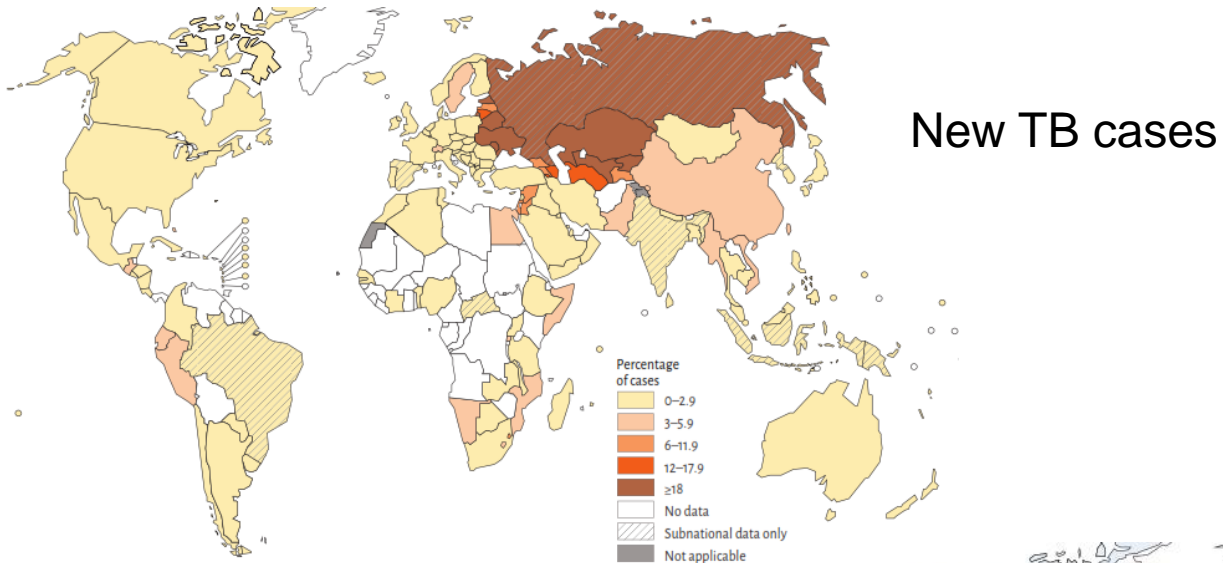 New TB cases
Percentage
of cases
0–2.9
3–5.9
6–11.9
12–17.9
≥18
No data
Subnational data only
Not applicable